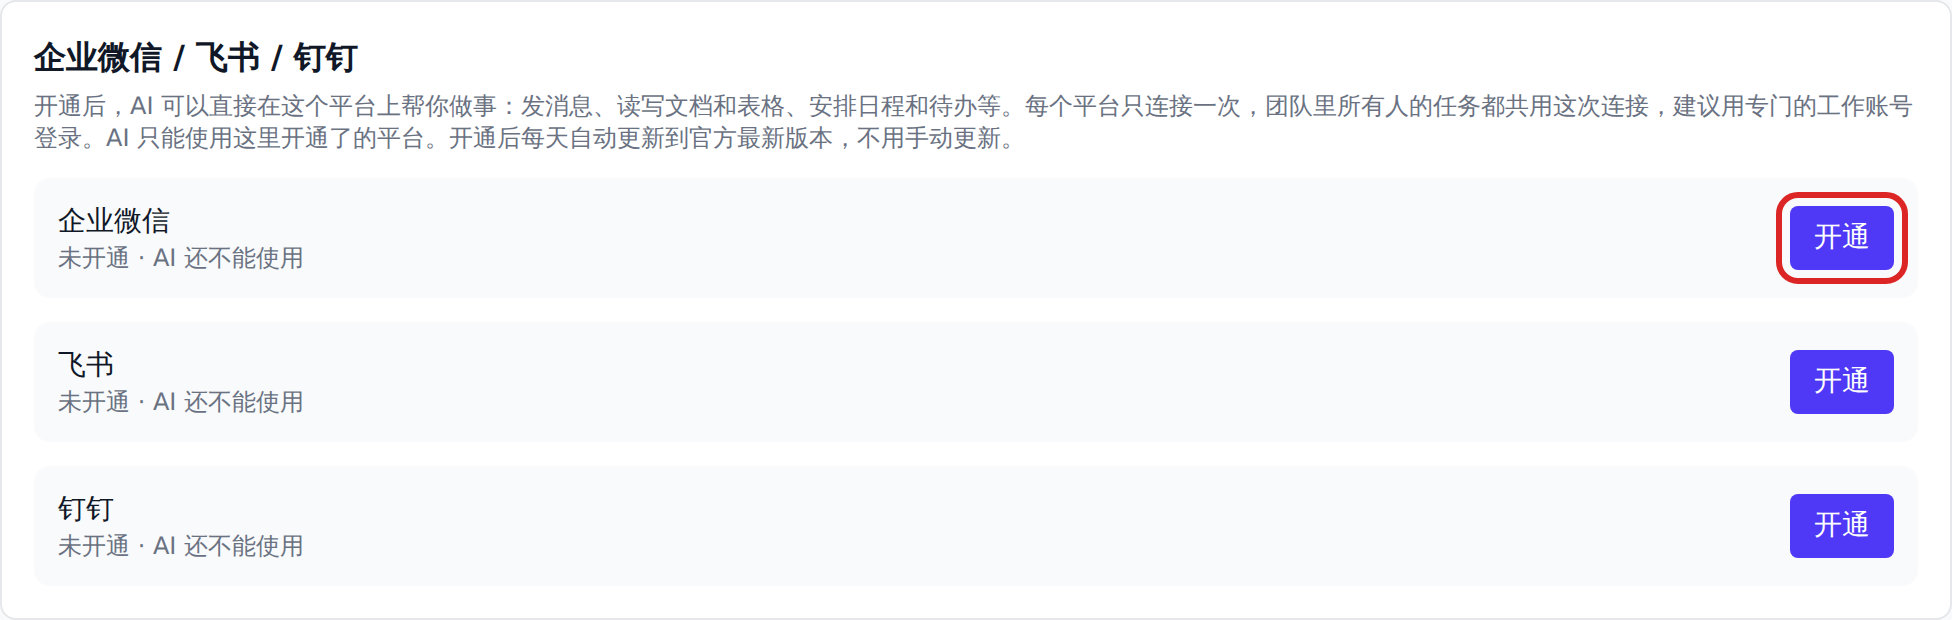 企业微信 / 飞书 / 钉钉
开通后，AI 可以直接在这个平台上帮你做事：发消息、读写文档和表格、安排日程和待办等。每个平台只连接一次，团队里所有人的任务都共用这次连接，建议用专门的工作账号
登录。AI 只能使用这里开通了的平台。开通后每天自动更新到官方最新版本，不用手动更新。
企业微信
未开通 · AI 还不能使用
开通
飞书
未开通 · AI 还不能使用
开通
钉钉
未开通 · AI 还不能使用
开通